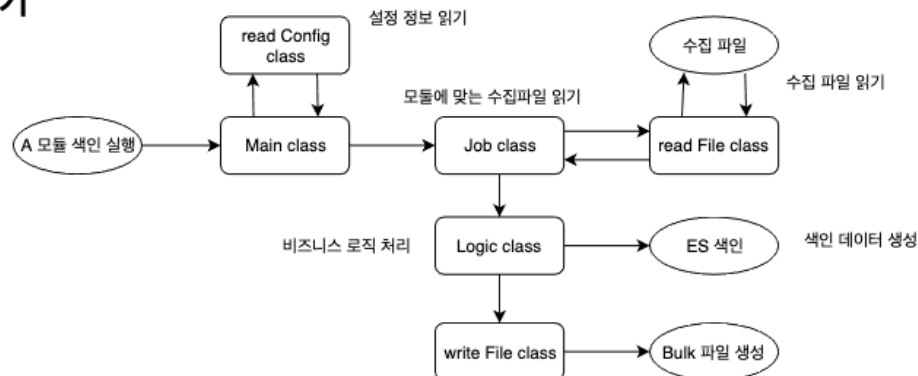 설정 정보 읽기
read Config
class
수집 파일
수집 파일 읽기
모듈에 맞는 수집파일 읽기
A 모듈 색인 실행
Main class
Job class
read File class
비즈니스 로직 처리
Logic class
ES 색인
색인 데이터 생성
write File class
Bulk 파일 생성